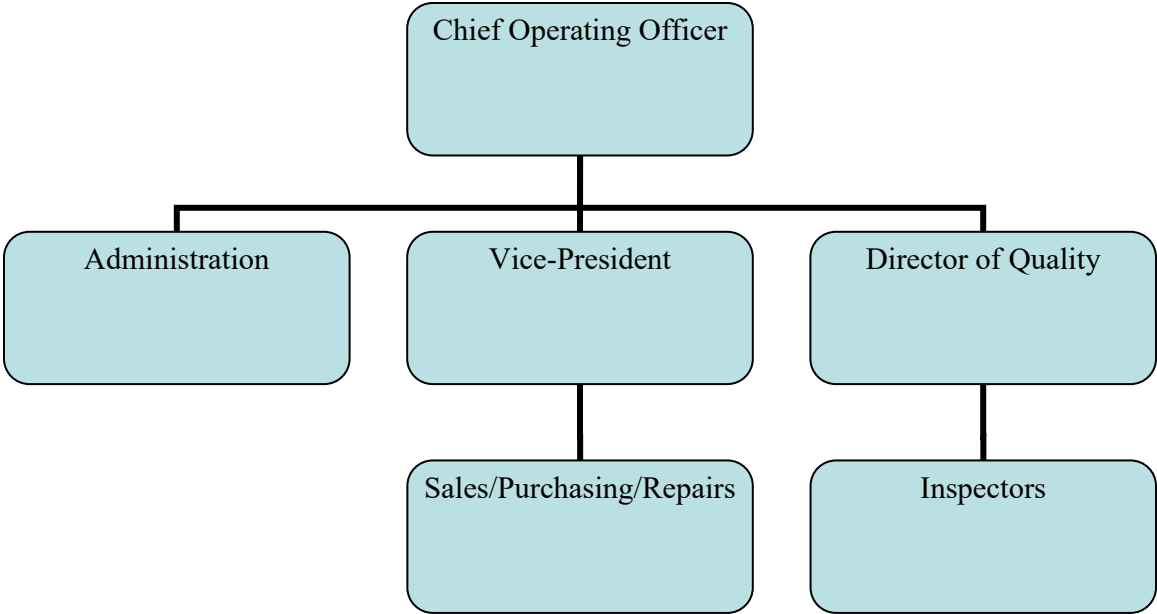 Chief Operating Officer
Administration
Vice-President
Director of Quality
Sales/Purchasing/Repairs
Inspectors